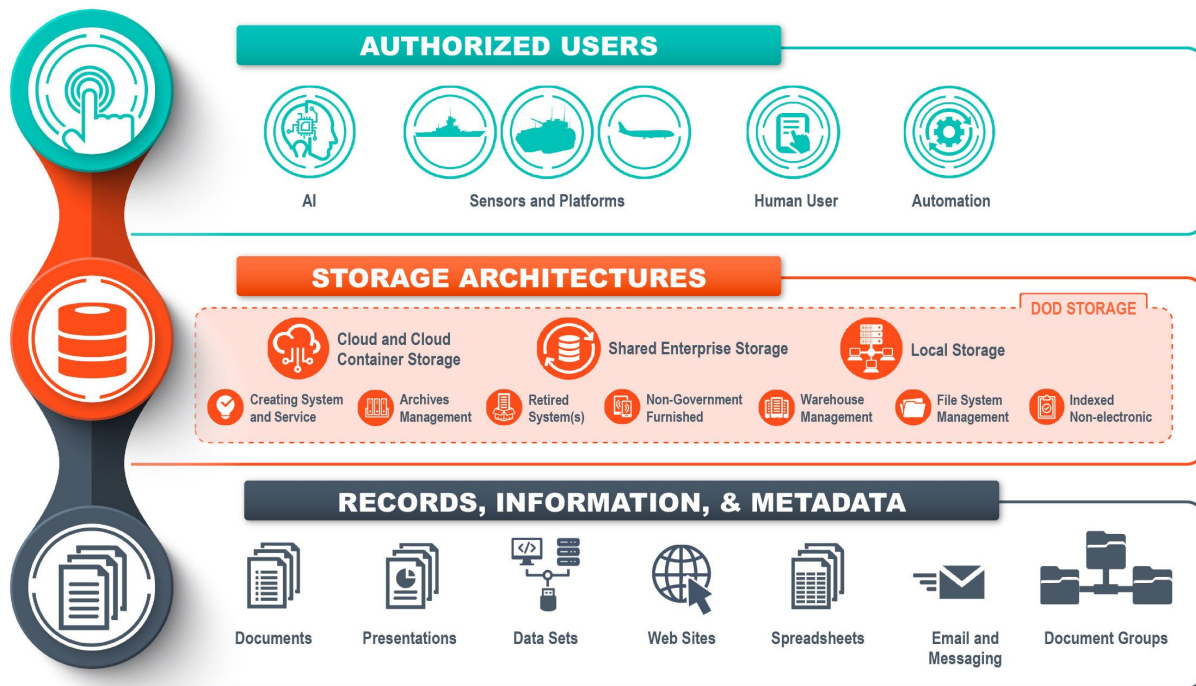 AUTHORIZED USERS
AI
Sensors and Platforms
Human User
Automation
STORAGE ARCHITECTURES
DOD STORAGE
Cloud and Cloud
Container Storage
Shared Enterprise Storage
Local Storage
Creating System
and Service
Archives
Management
Retired
System(s)
Non-Government
Furnished
Warehouse
Management
File System
Management
Indexed
Non-electronic
RECORDS, INFORMATION, & METADATA
</>
Documents
Presentations
Data Sets
Web Sites
Spreadsheets
Email and
Messaging
Document Groups